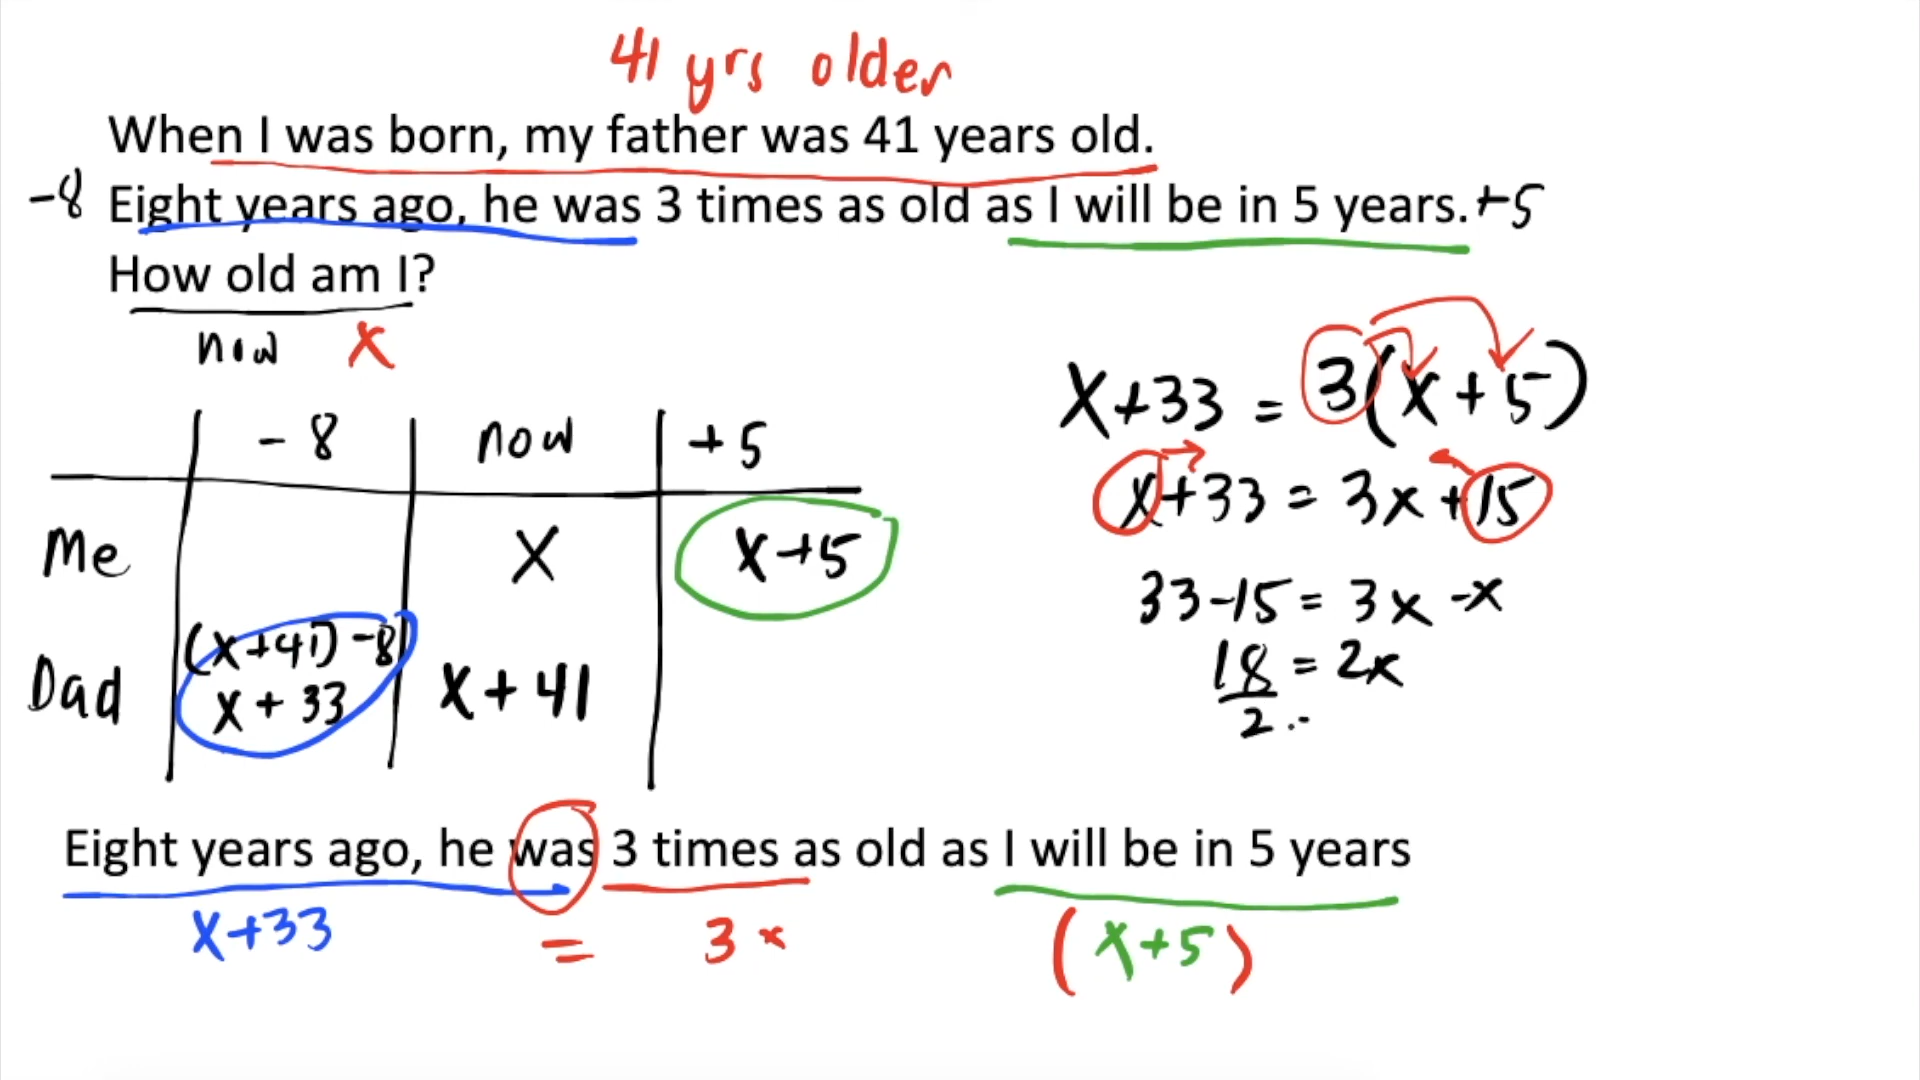 41 yrs older
When I was born, my father was 41 years old.
-8 Eight years ago, he was 3 times as old as I will be in 5 years. +5
How old am I?
now x
-8 now +5
Me x x+5
Dad (x+41)-8 x+41
x+33
x+33 = 3(x+5)
x+33 = 3x+15
33-15 = 3x-x
18 = 2x
2
Eight years ago, he was 3 times as old as I will be in 5 years
x+33 = 3 × (x+5)